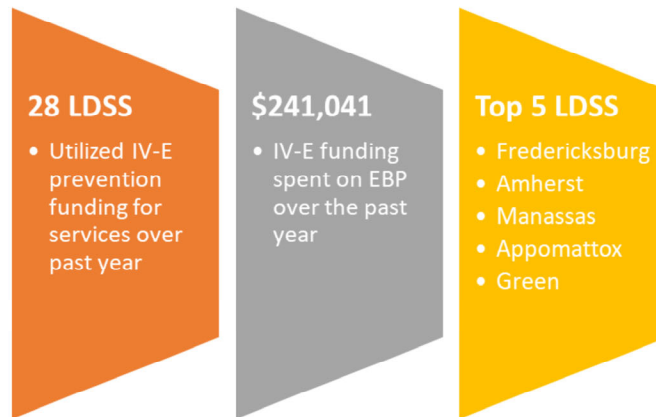 28 LDSS
• Utilized IV-E
prevention
funding for
services over
past year
$241,041
• IV-E funding
spent on EBP
over the past
year
Top 5 LDSS
• Fredericksburg
• Amherst
• Manassas
• Appomattox
• Green